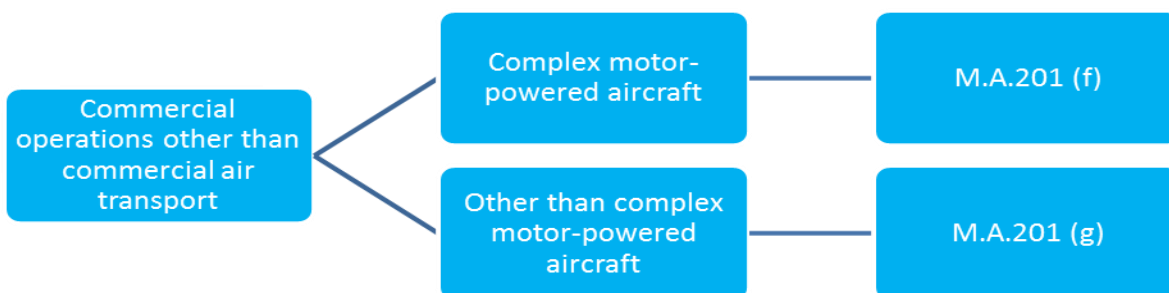 Commercial
operations other than
commercial air
transport
Complex motor-
powered aircraft
M.A.201 (f)
Other than complex
motor-powered
aircraft
M.A.201 (g)